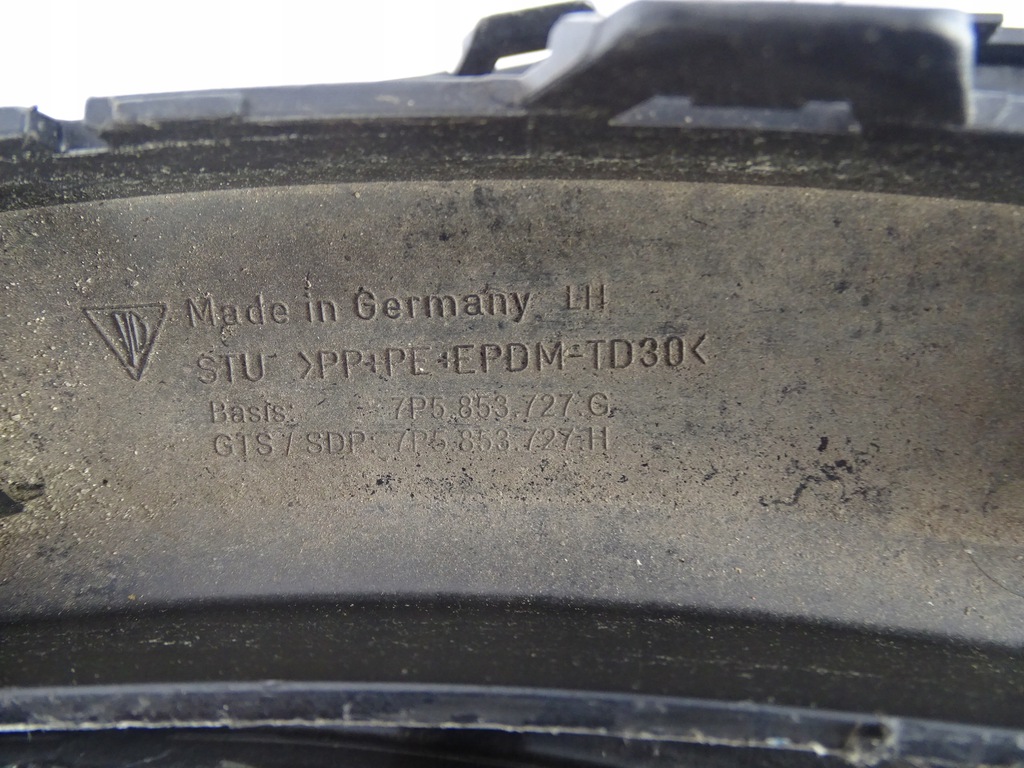 Made in Germany LH
STU >PP+PE+EPDM-TD30<
Basis: 7P5.853.727.G
GTS / SDP: 7P5.853.727.H